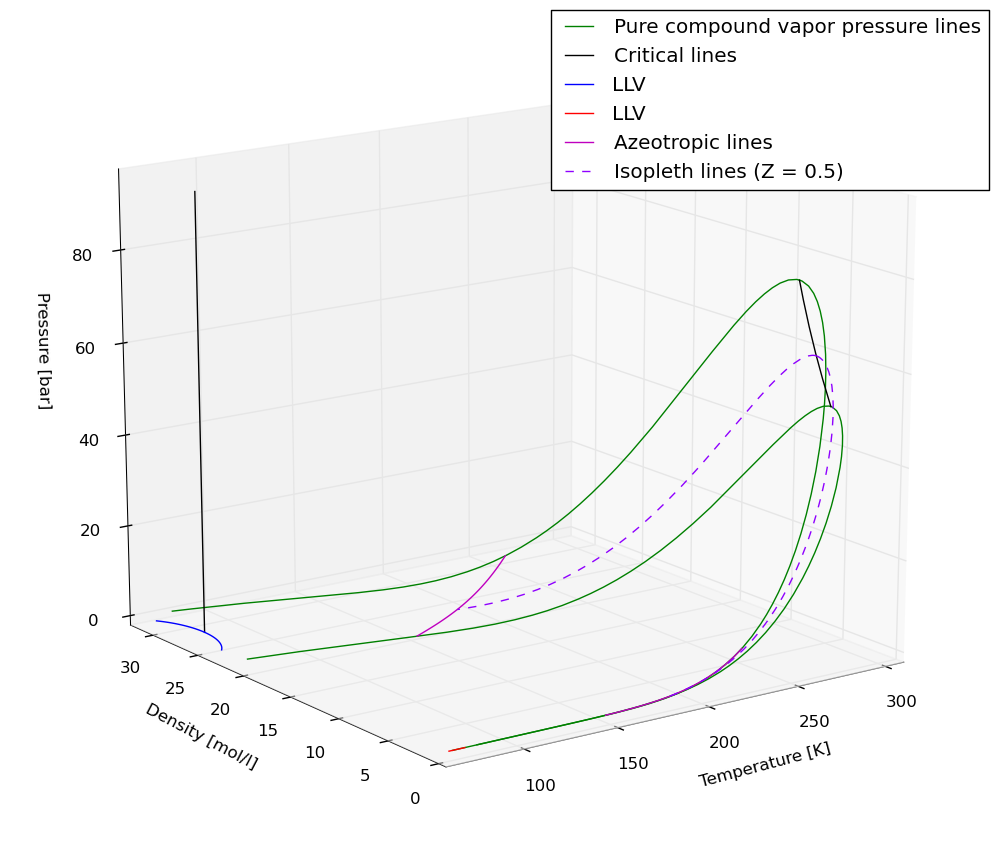 Pure compound vapor pressure lines
Critical lines
LLV
LLV
Azeotropic lines
Isopleth lines (Z = 0.5)
80
60
40
20
0
Pressure [bar]
30
25
20
15
10
5
0
Density [mol/l]
100
150
200
250
300
Temperature [K]